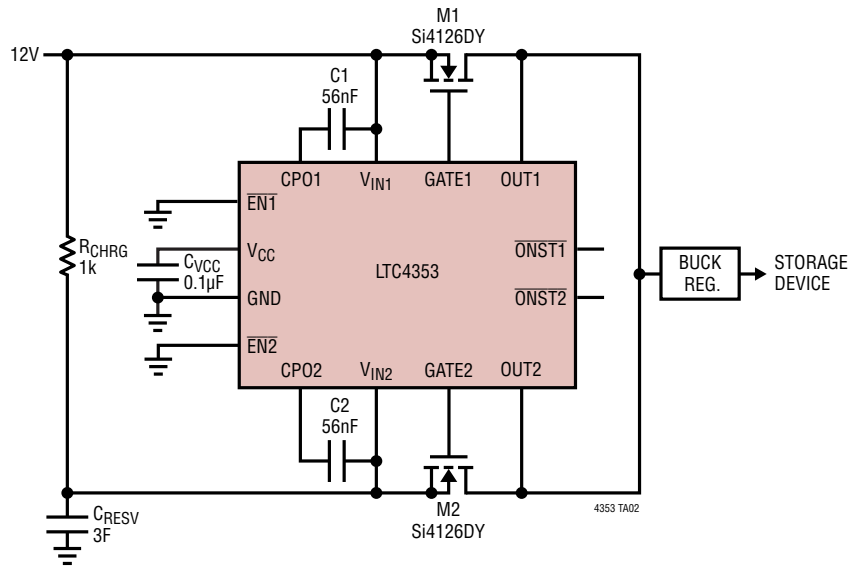 M1
Si4126DY
12V
C1
56nF
CPO1
VIN1
GATE1
OUT1
EN1
RCHRG
1k
VCC
CVCC
0.1µF
LTC4353
ONST1
BUCK
REG.
STORAGE
DEVICE
GND
ONST2
EN2
CPO2
VIN2
GATE2
OUT2
C2
56nF
CRESV
3F
M2
Si4126DY
4353 TA02